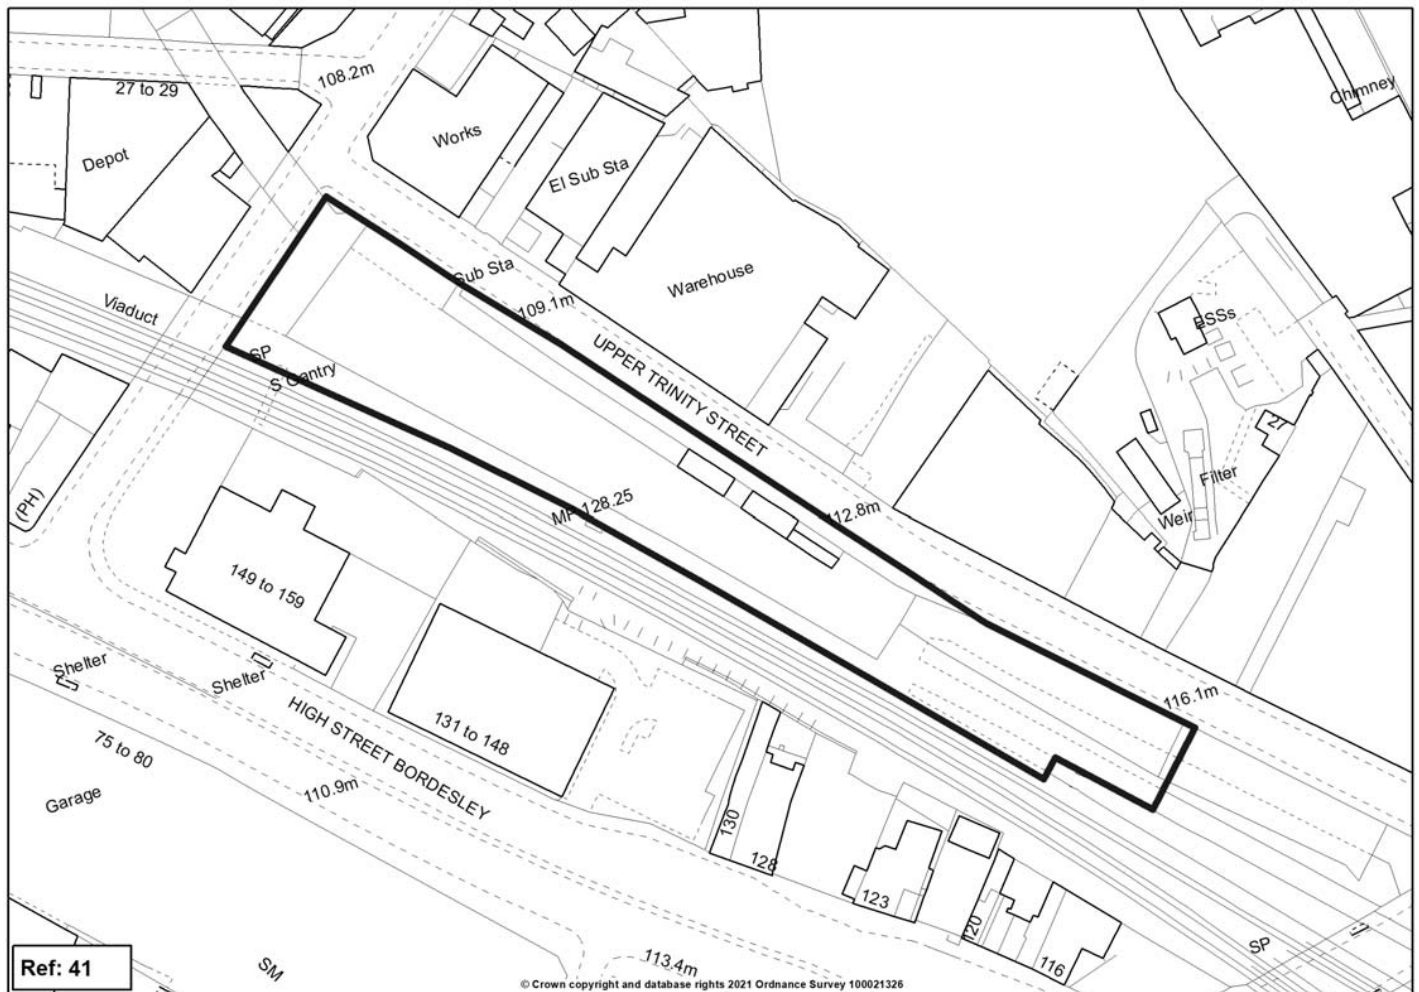 108.2m
27 to 29
Chimney
Works
Depot
El Sub Sta
Sub Sta
Warehouse
109.1m
Viaduct
ESSs
UPPER TRINITY STREET
SP
S Gantry
27
Filter
(PH)
MP 128.25
112.8m
Weir
149 to 159
Shelter
Shelter
116.1m
HIGH STREET BORDESLEY
131 to 148
75 to 80
110.9m
Garage
130
128
123
120
116
SP
113.4m
SM
Ref: 41
© Crown copyright and database rights 2021 Ordnance Survey 100021326